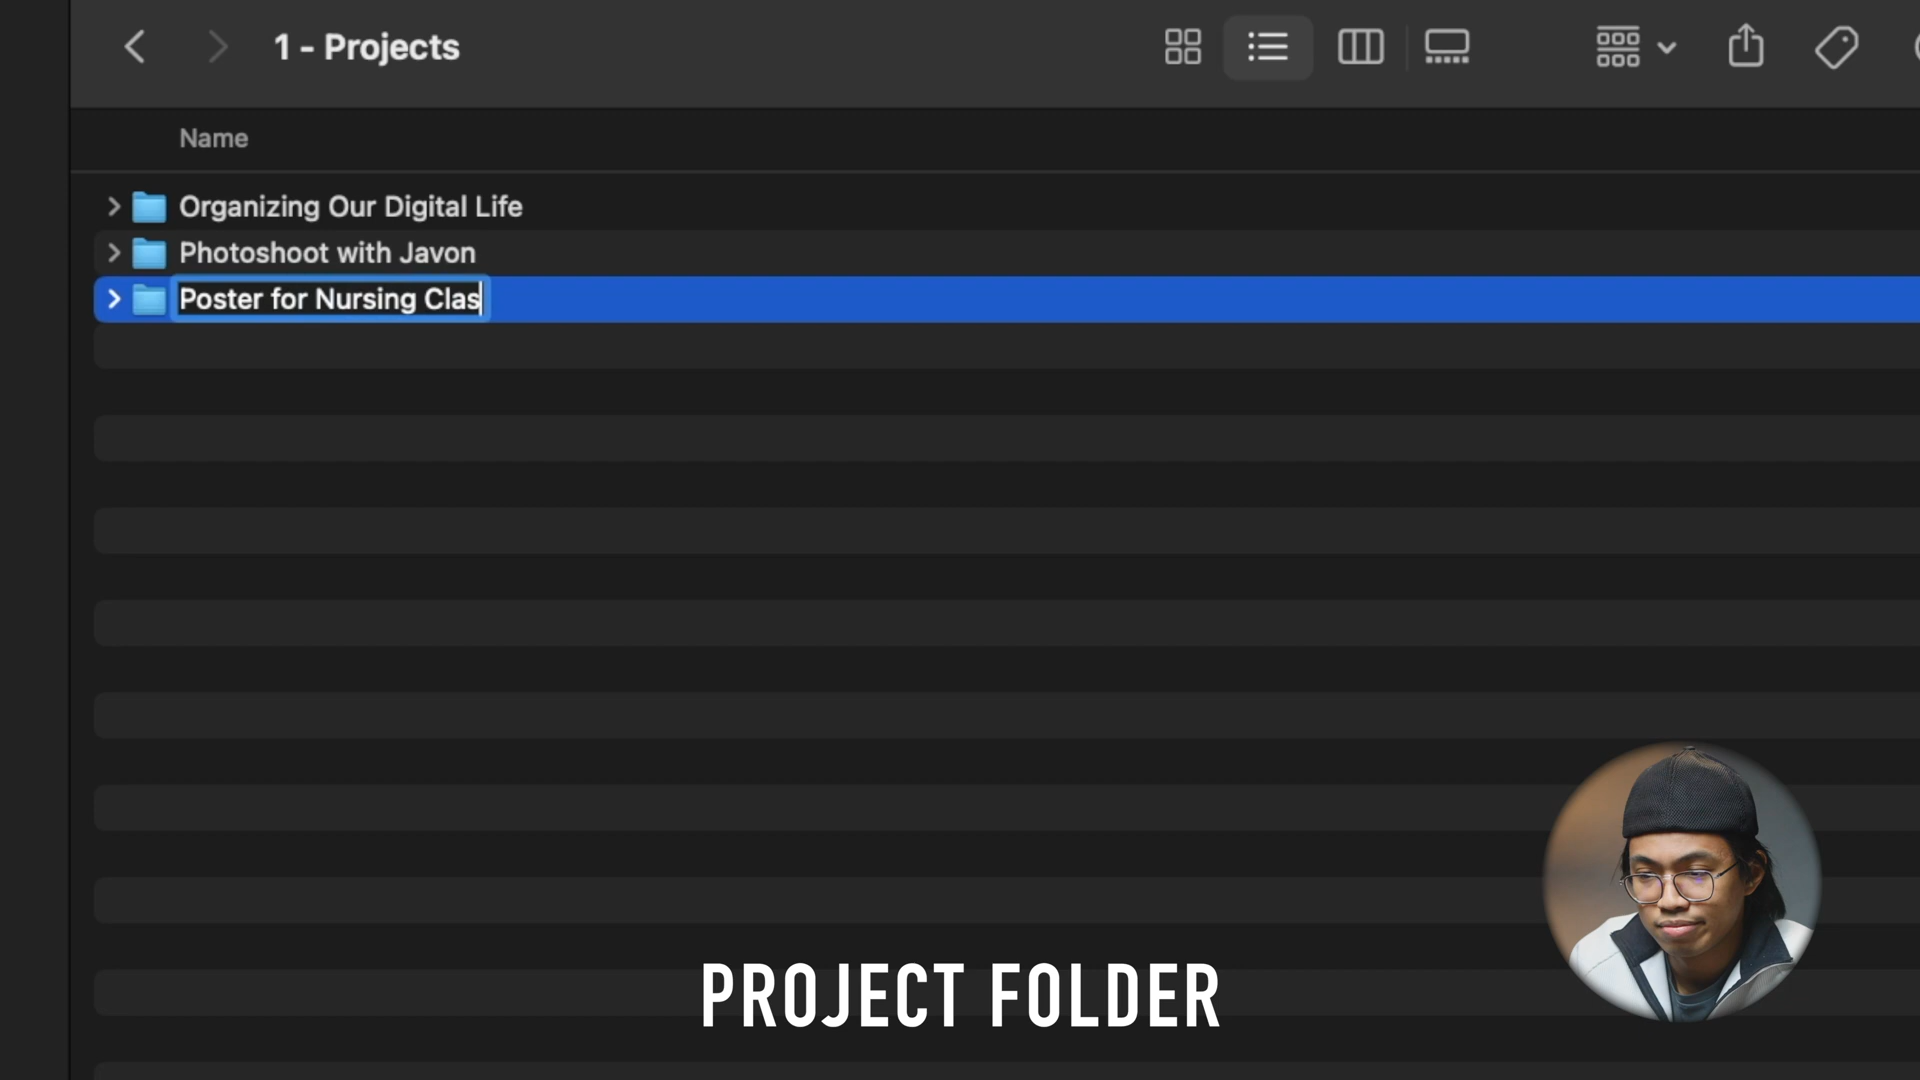 1 - Projects
Name
Organizing Our Digital Life
Photoshoot with Javon
Poster for Nursing Clas
PROJECT FOLDER